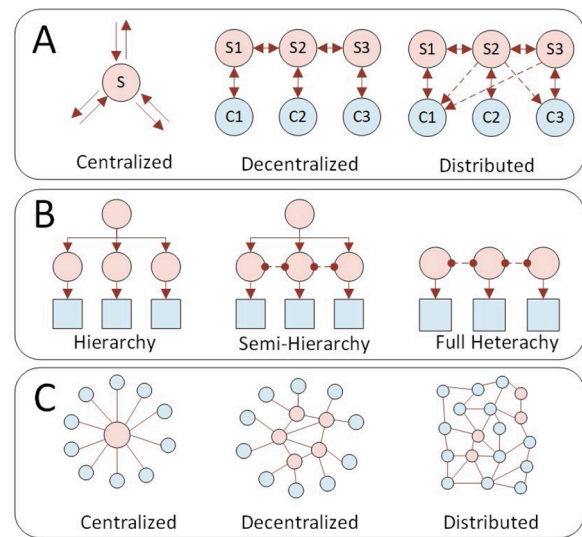 A
S
S1 S2 S3 S1 S2 S3
C1 C2 C3 C1 C2 C3
Centralized Decentralized Distributed
B
Hierarchy Semi-Hierarchy Full Heterachy
C
Centralized Decentralized Distributed